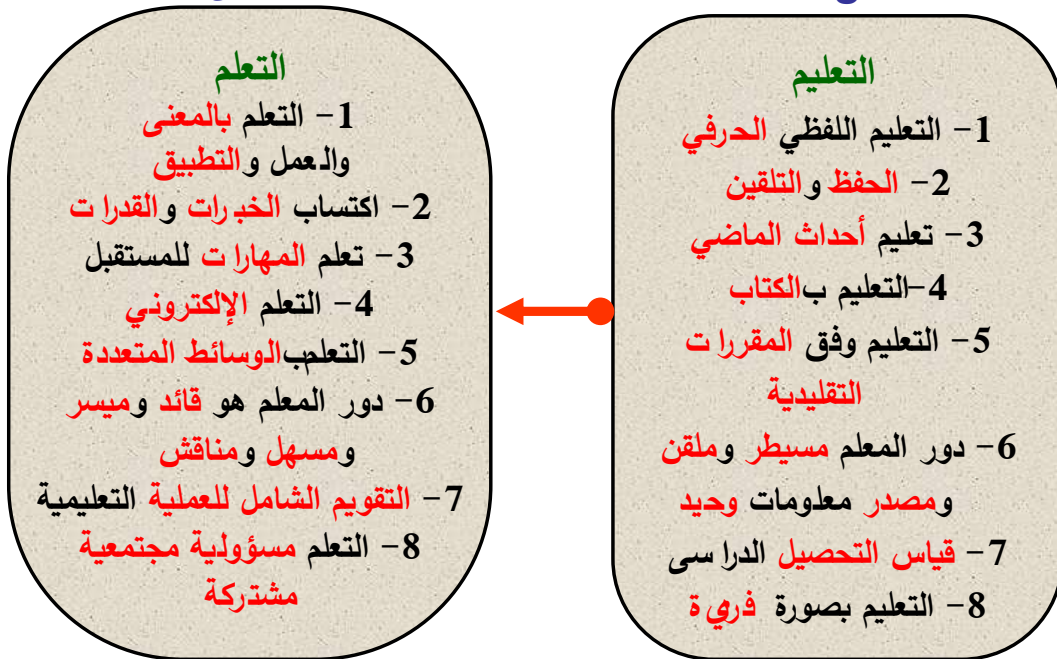 التعليم
1- التعليم اللفظي الحرفي
2- الحفظ والتلقين
3- تعليم أحداث الماضي
4-التعليم بالكتاب
5- التعليم وفق المقررات
التقليدية
6- دور المعلم مسيطر وملقن
ومصدر معلومات وحيد
7- قياس التحصيل الدراسى
8- التعليم بصورة
التعلم
1- التعلم بالمعنى
والعمل والتطبيق
2- اكتساب الخبرات والقدرات
3- تعلم المهارات للمستقبل
4- التعلم الإلكتروني
5- التعلمبالوسائط المتعددة
6- دور المعلم هو قائد وميسر
ومسهل ومناقش
7- التقويم الشامل للعملية التعليمية
8- التعلم مسؤولية مجتمعية
مشتركة